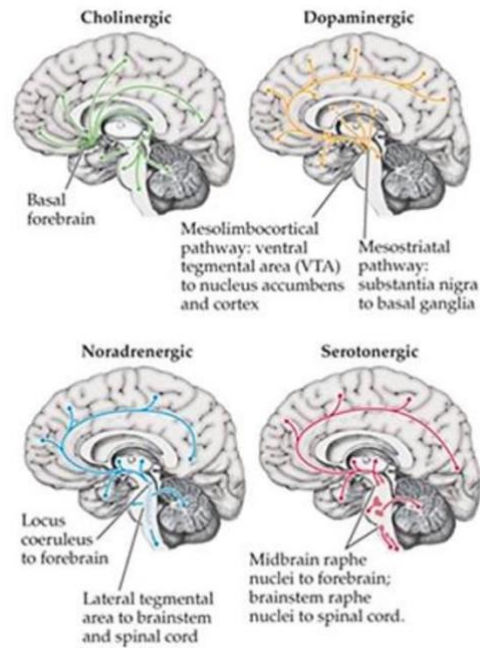 Cholinergic
Basal
forebrain
Dopaminergic
Mesolimbocortical
pathway: ventral
tegmental area (VTA)
to nucleus accumbens
and cortex
Mesostriatal
pathway:
substantia nigra
to basal ganglia
Noradrenergic
Locus
coeruleus
to forebrain
Lateral tegmental
area to brainstem
and spinal cord
Serotonergic
Midbrain raphe
nuclei to forebrain;
brainstem raphe
nuclei to spinal cord.